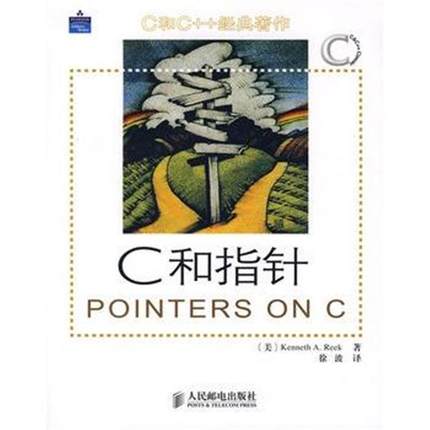 C和C++经典著作
C和指针
POINTERS ON C
〔美〕Kenneth A. Reek 著
徐波 译
人民邮电出版社
POSTS & TELECOM PRESS